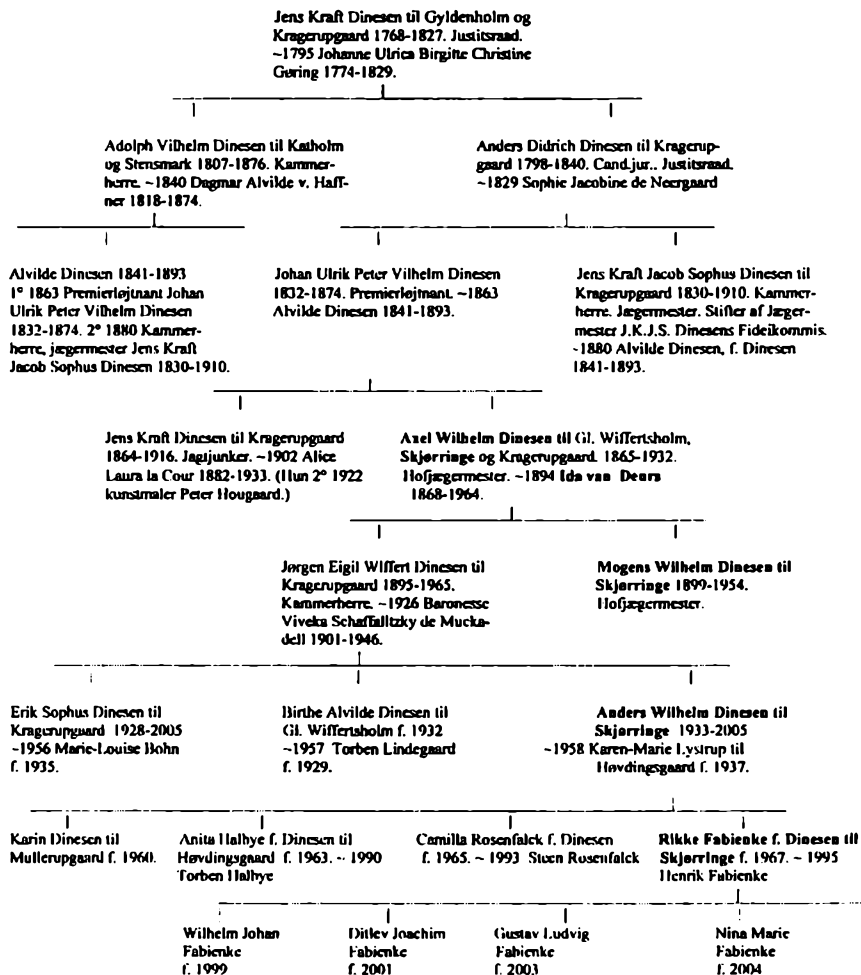 Jens Kraft Dinesen til Gyldenholm og
Kragerupgaard 1768-1827. Justitsraad.
~1795 Johanne Ulrica Birgitte Christine
Gøring 1774-1829.
Adolph Vilhelm Dinesen til Katholm
og Stensmark 1807-1876. Kammer-
herre. ~1840 Dagmar Alvilde v. Haff-
ner 1818-1874.
Anders Didrich Dinesen til Kragerup-
gaard 1798-1840. Cand.jur.. Justitsraad.
~1829 Sophie Jacobine de Neergaard
Alvilde Dinesen 1841-1893
1° 1863 Premierløjtnant Johan
Ulrik Peter Vilhelm Dinesen
1832-1874. 2° 1880 Kammer-
herre, jægermester Jens Kraft
Jacob Sophus Dinesen 1830-1910.
Johan Ulrik Peter Vilhelm Dinesen
1832-1874. Premierløjtnant. ~1863
Alvilde Dinesen 1841-1893.
Jens Kraft Jacob Sophus Dinesen til
Kragerupgaard 1830-1910. Kammer-
herre. Jægermester. Stifter af Jæger-
mester J.K.J.S. Dinesens Fideikommis.
~1880 Alvilde Dinesen, f. Dinesen
1841-1893.
Jens Kraft Dinesen til Kragerupgaard
1864-1916. Jagtjunker. ~1902 Alice
Laura la Cour 1882-1933. (Hun 2° 1922
kunstmaler Peter Hougaard.)
Axel Wilhelm Dinesen til Gl. Wiffertsholm,
Skjørringe og Kragerupgaard. 1865-1932.
Hofjægermester. ~1894 Ida van Deurs
1868-1964.
Jørgen Eigil Wiffert Dinesen til
Kragerupgaard 1895-1965.
Kammerherre. ~1926 Baronesse
Viveka Schaffalitzky de Mucka-
dell 1901-1946.
Mogens Wilhelm Dinesen til
Skjørringe 1899-1954.
Hofjægermester.
Erik Sophus Dinesen til
Kragerupgaard 1928-2005
~1956 Marie-Louise Bohn
f. 1935.
Birthe Alvilde Dinesen til
Gl. Wiffertsholm f. 1932
~1957 Torben Lindegaard
f. 1929.
Anders Wilhelm Dinesen til
Skjørringe 1933-2005
~1958 Karen-Marie Lystrup til
Høvdingsgaard f. 1937.
Karin Dinesen til
Mullerupgaard f. 1960.
Anita Halbye f. Dinesen til
Høvdingsgaard f. 1963. ~ 1990
Torben Halbye
Camilla Rosenfalck f. Dinesen
f. 1965. ~ 1993 Steen Rosenfalck
Rikke Fabienke f. Dinesen til
Skjørringe f. 1967. ~ 1995
Henrik Fabienke
Wilhelm Johan
Fabienke
f. 1999
Ditlev Joachim
Fabienke
f. 2001
Gustav Ludvig
Fabienke
f. 2003
Nina Marie
Fabienke
f. 2004